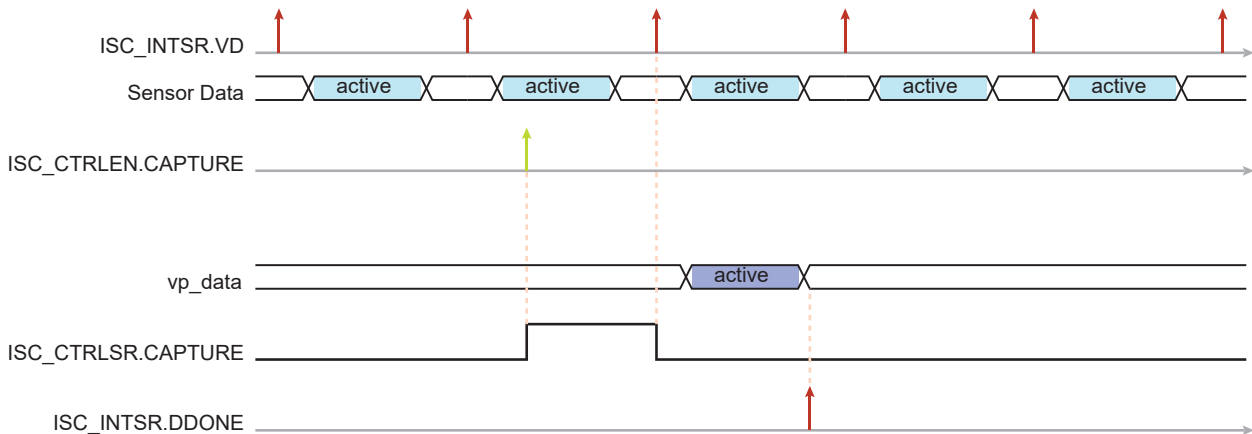 ISC_INTSR.VD
Sensor Data active active active active active
ISC_CTRLEN.CAPTURE
vp_data active
ISC_CTRLSR.CAPTURE
ISC_INTSR.DDONE